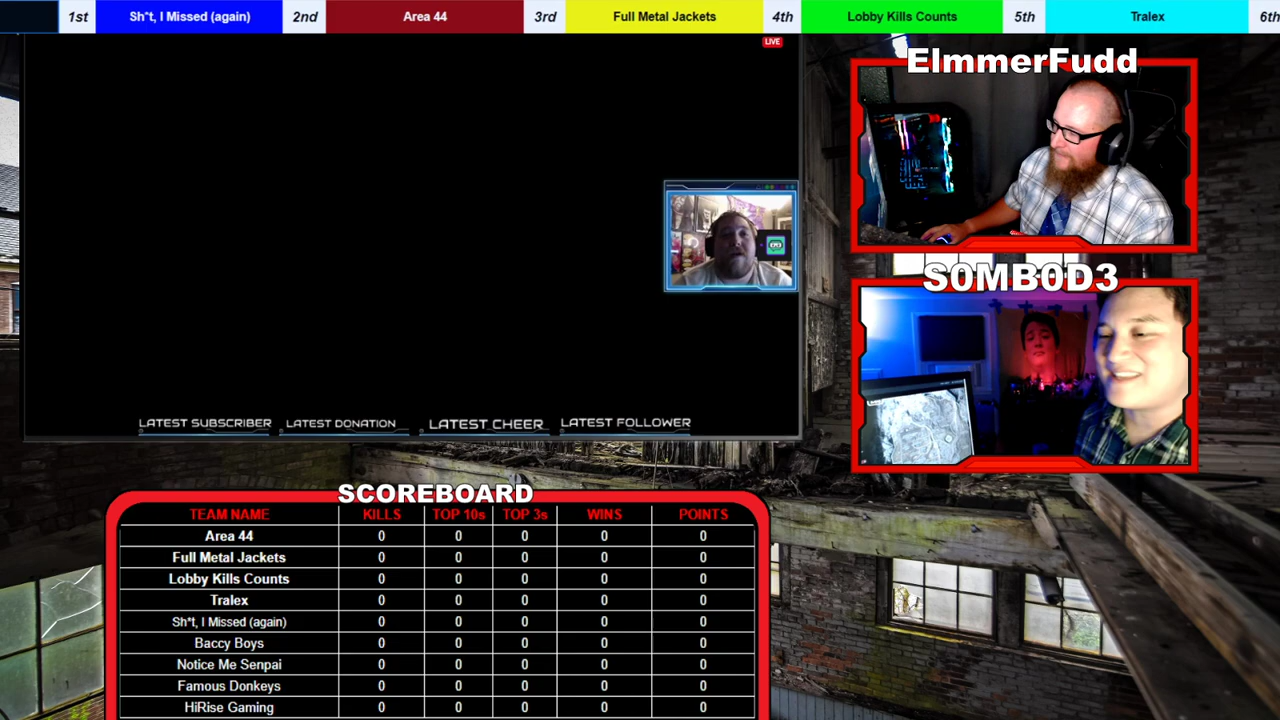 1st Sh*t, I Missed (again) 2nd Area 44 3rd Full Metal Jackets 4th Lobby Kills Counts 5th Tralex 6th
LIVE
ElmmerFudd
S0MB0D3
LATEST SUBSCRIBER LATEST DONATION LATEST CHEER LATEST FOLLOWER
SCOREBOARD
TEAM NAME KILLS TOP 10s TOP 3s WINS POINTS
Area 44 0 0 0 0 0
Full Metal Jackets 0 0 0 0 0
Lobby Kills Counts 0 0 0 0 0
Tralex 0 0 0 0 0
Sh*t, I Missed (again) 0 0 0 0 0
Baccy Boys 0 0 0 0 0
Notice Me Senpai 0 0 0 0 0
Famous Donkeys 0 0 0 0 0
HiRise Gaming 0 0 0 0 0